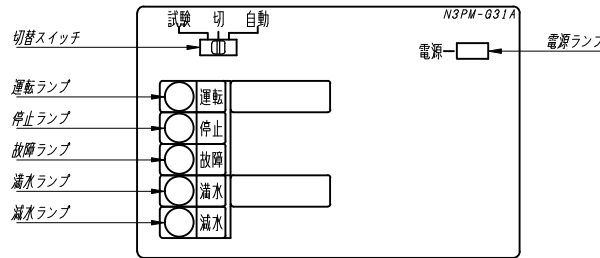 試験 切 自動 N3PM-G31A
切替スイッチ
電源 電源ランプ
運転ランプ 運転
停止ランプ 停止
故障ランプ 故障
満水ランプ 満水
減水ランプ 減水